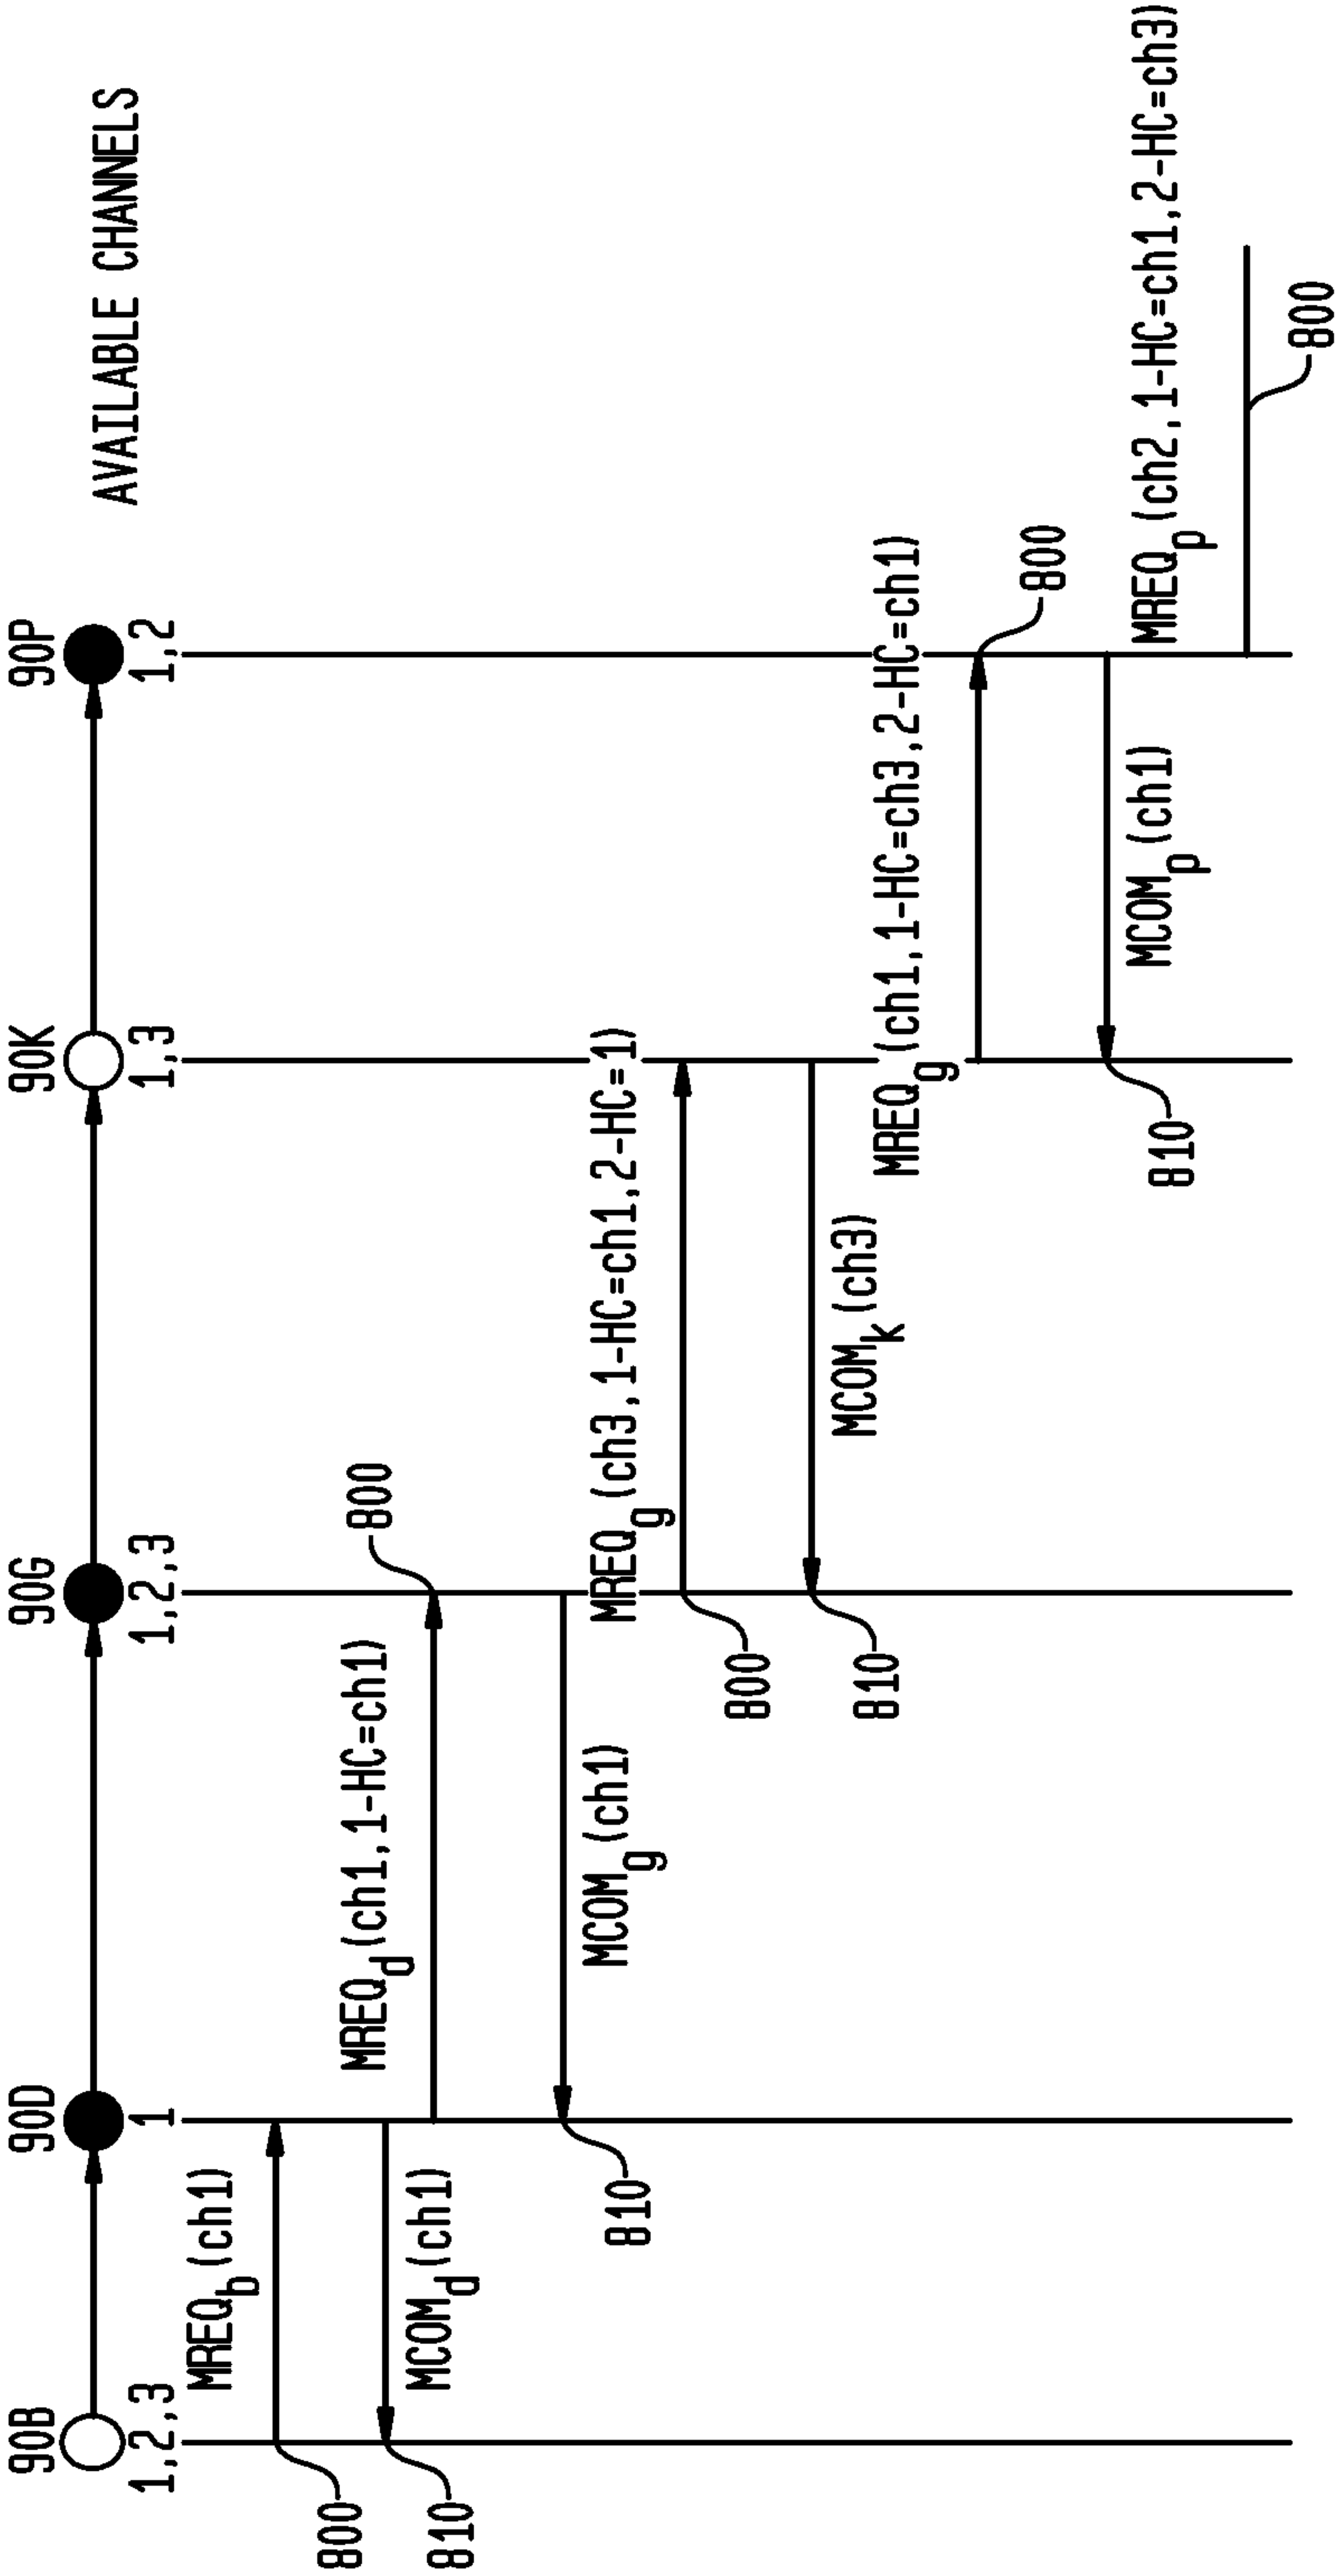 90B 90D 90G 90K 90P
1,2,3 1 1,2,3 1,3 1,2
AVAILABLE CHANNELS
MREQb(ch1)
800
MCOMd(ch1)
810
MREQd(ch1,1-HC=ch1)
800
MCOMg(ch1)
810
MREQg(ch3,1-HC=ch1,2-HC=1)
800
MCOMk(ch3)
810
MREQg(ch1,1-HC=ch3,2-HC=ch1)
800
MCOMp(ch1)
810
MREQp(ch2,1-HC=ch1,2-HC=ch3)
800